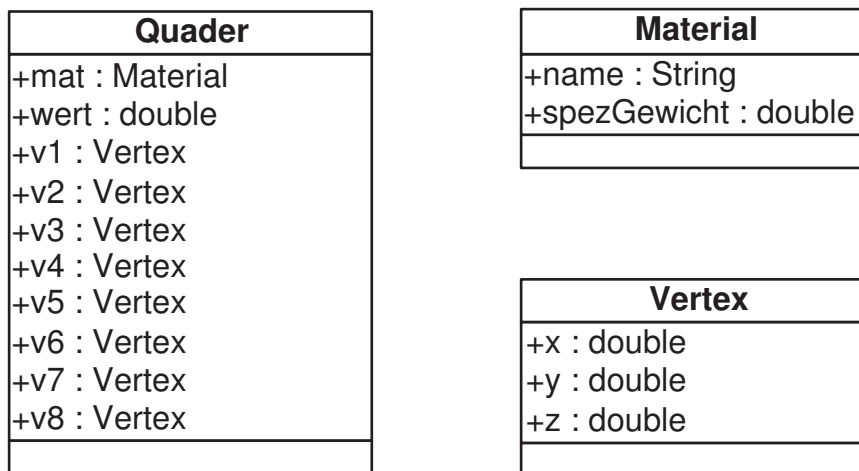 Quader
+mat : Material
+wert : double
+v1 : Vertex
+v2 : Vertex
+v3 : Vertex
+v4 : Vertex
+v5 : Vertex
+v6 : Vertex
+v7 : Vertex
+v8 : Vertex
Material
+name : String
+spezGewicht : double
Vertex
+x : double
+y : double
+z : double